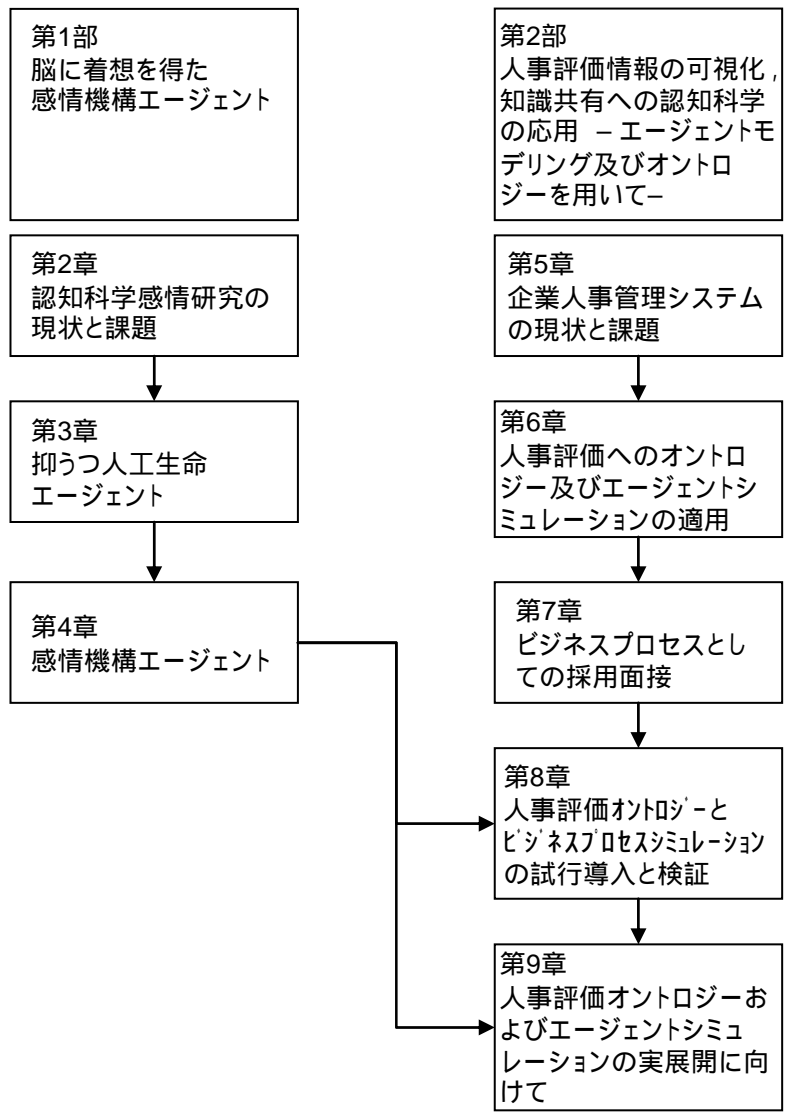 第1部
脳に着想を得た
感情機構エージェント
第2章
認知科学感情研究の
現状と課題
第3章
抑うつ人工生命
エージェント
第4章
感情機構エージェント
第2部
人事評価情報の可視化,
知識共有への認知科学
の応用 –エージェントモ
デリング及びオントロ
ジーを用いて–
第5章
企業人事管理システム
の現状と課題
第6章
人事評価へのオントロ
ジー及びエージェントシ
ミュレーションの適用
第7章
ビジネスプロセスとし
ての採用面接
第8章
人事評価オントロジーと
ビジネスプロセスシミュレーション
の試行導入と検証
第9章
人事評価オントロジーお
よびエージェントシミュ
レーションの実展開に向
けて